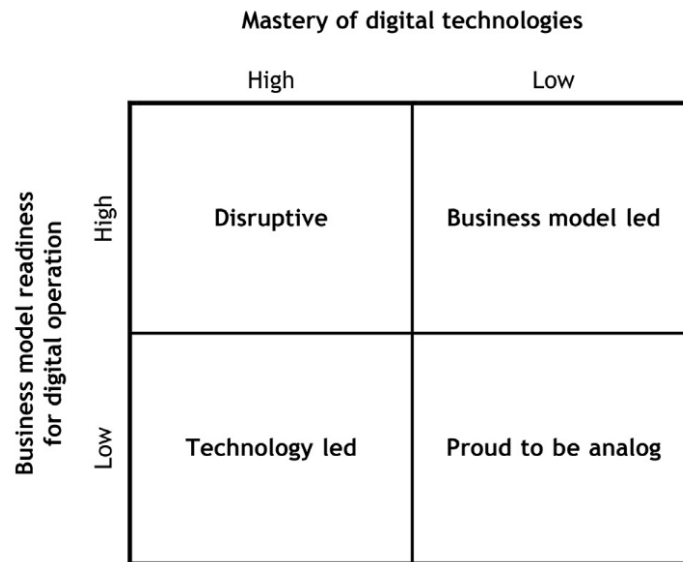 Mastery of digital technologies
High
Low
Business model readiness
for digital operation
High
Disruptive
Business model led
Low
Technology led
Proud to be analog